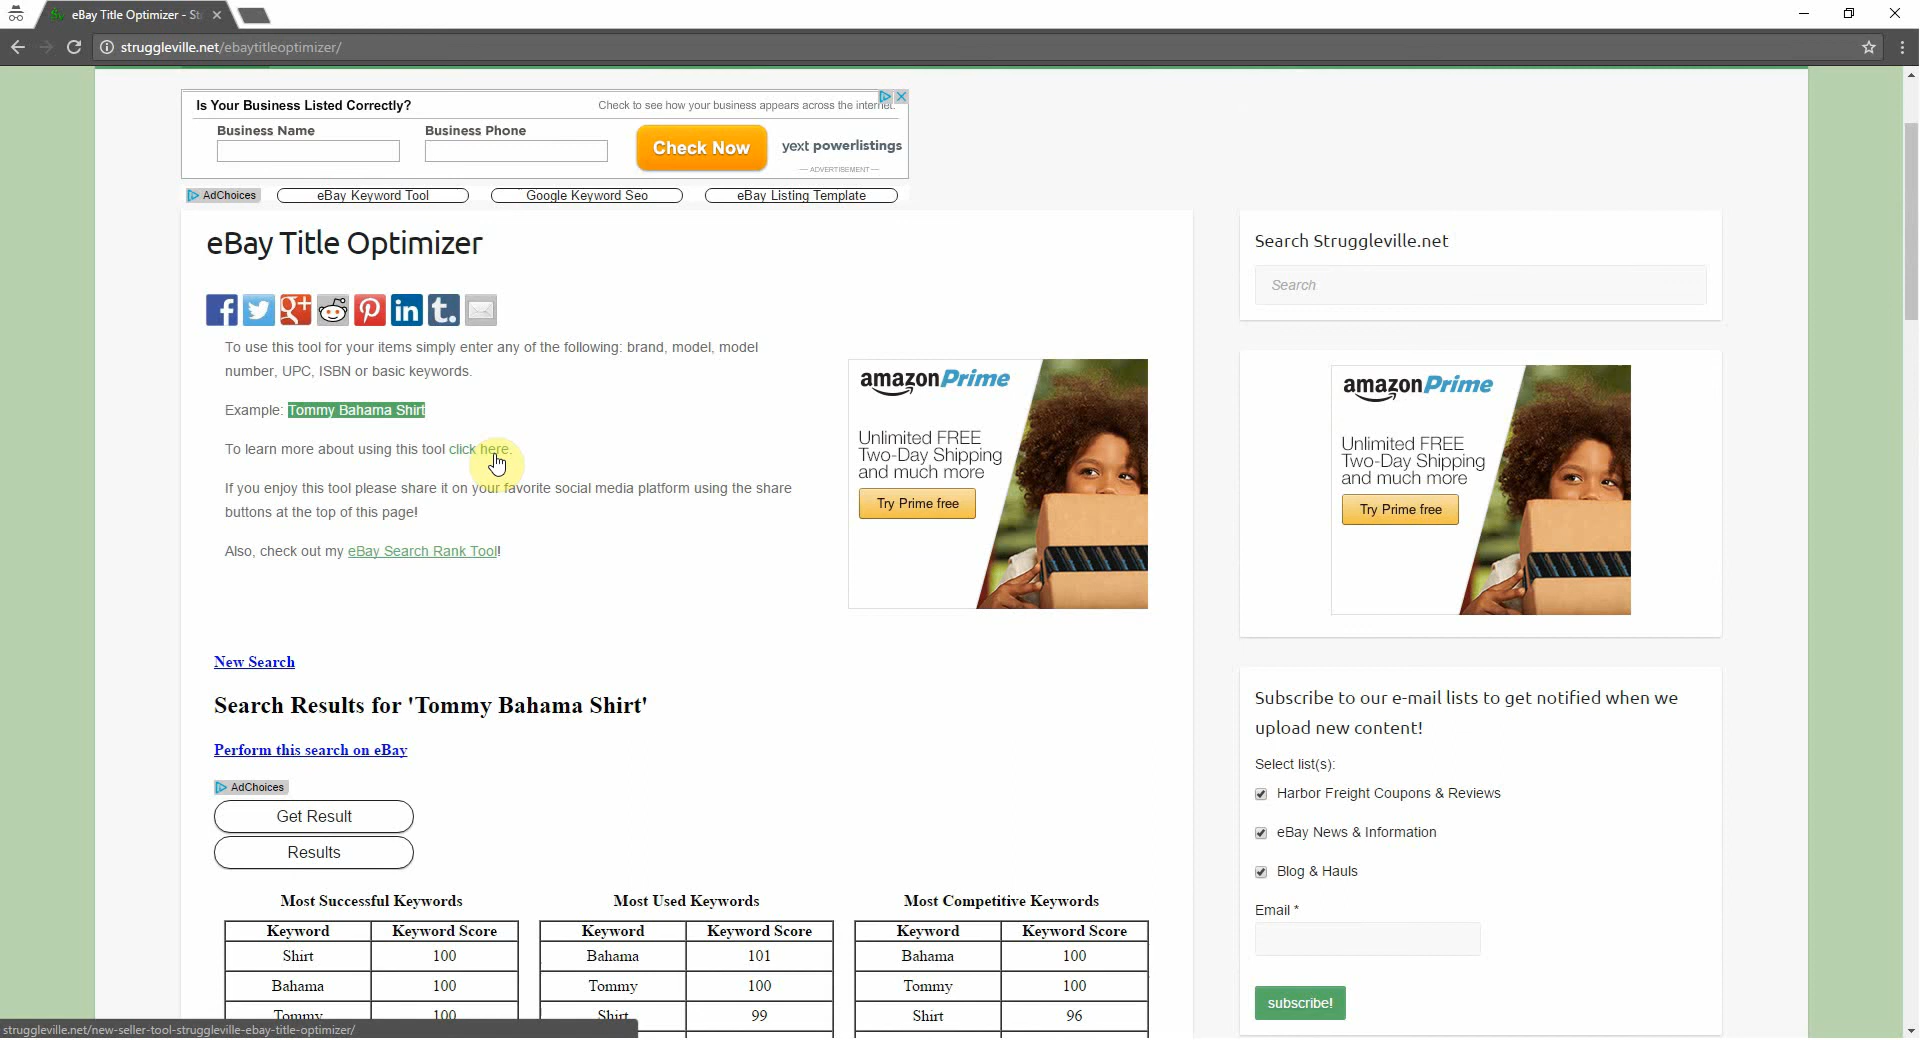 eBay Title Optimizer - St
struggleville.net/ebaytitleoptimizer/
Is Your Business Listed Correctly?
Check to see how your business appears across the internet.
Business Name
Business Phone
Check Now
yext powerlistings
ADVERTISEMENT
AdChoices
eBay Keyword Tool
Google Keyword Seo
eBay Listing Template
eBay Title Optimizer
To use this tool for your items simply enter any of the following: brand, model, model
number, UPC, ISBN or basic keywords.
Example: Tommy Bahama Shirt
To learn more about using this tool click here.
If you enjoy this tool please share it on your favorite social media platform using the share
buttons at the top of this page!
Also, check out my eBay Search Rank Tool!
amazonPrime
Unlimited FREE
Two-Day Shipping
and much more
Try Prime free
New Search
Search Results for 'Tommy Bahama Shirt'
Perform this search on eBay
AdChoices
Get Result
Results
Most Successful Keywords
Keyword Keyword Score
Shirt 100
Bahama 100
Tommy 100
Most Used Keywords
Keyword Keyword Score
Bahama 101
Tommy 100
Shirt 99
Most Competitive Keywords
Keyword Keyword Score
Bahama 100
Tommy 100
Shirt 96
Search Struggleville.net
Search
amazonPrime
Unlimited FREE
Two-Day Shipping
and much more
Try Prime free
Subscribe to our e-mail lists to get notified when we
upload new content!
Select list(s):
Harbor Freight Coupons & Reviews
eBay News & Information
Blog & Hauls
Email *
subscribe!
struggleville.net/new-seller-tool-struggleville-ebay-title-optimizer/